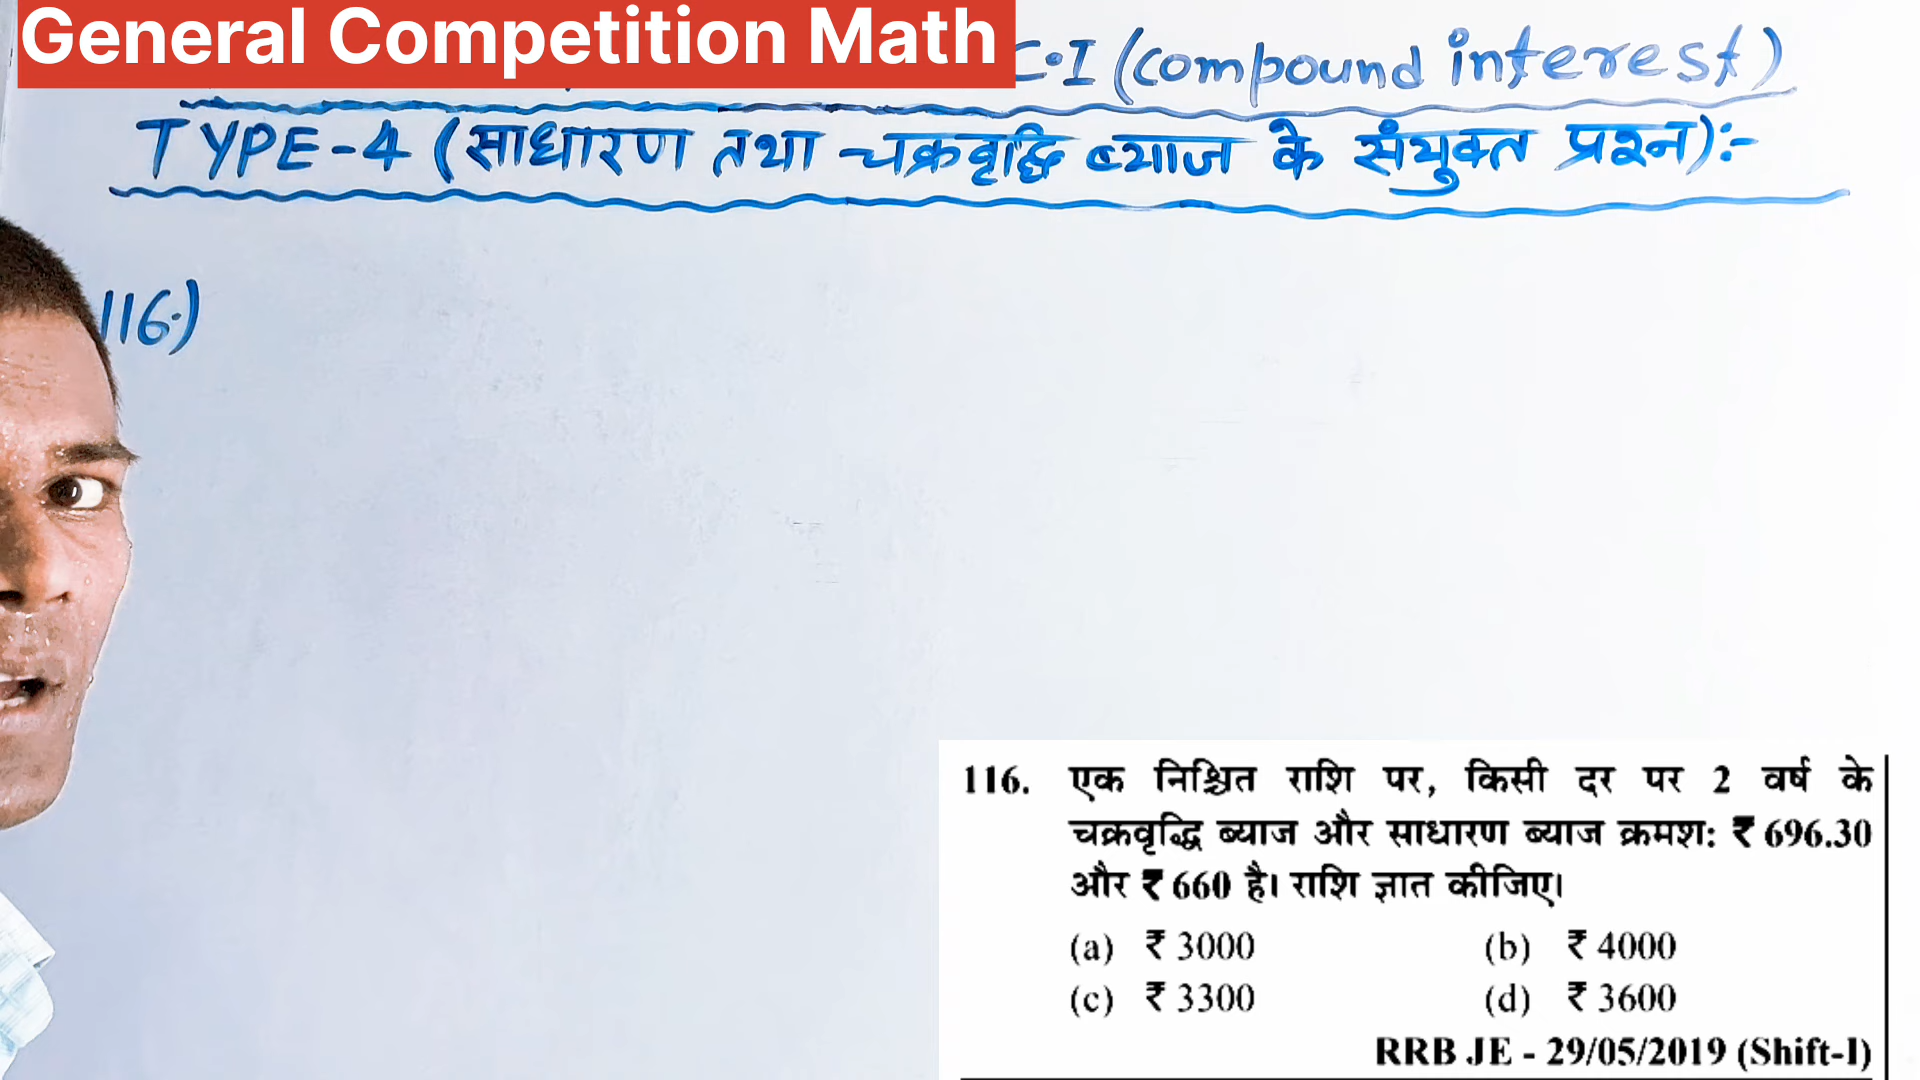 General Competition Math
C.I (compound interest)
TYPE-4 (साधारण तथा चक्रवृद्धि ब्याज के संयुक्त प्रश्न):-
116.)
116. एक निश्चित राशि पर, किसी दर पर 2 वर्ष के
चक्रवृद्धि ब्याज और साधारण ब्याज क्रमश: ₹ 696.30
और ₹ 660 है। राशि ज्ञात कीजिए।
(a) ₹ 3000 (b) ₹ 4000
(c) ₹ 3300 (d) ₹ 3600
RRB JE - 29/05/2019 (Shift-I)